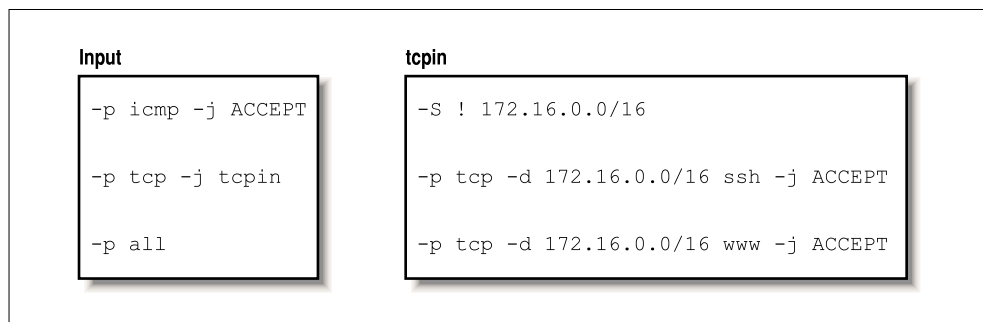 Input
-p icmp -j ACCEPT
-p tcp -j tcpin
-p all
tcpin
-S ! 172.16.0.0/16
-p tcp -d 172.16.0.0/16 ssh -j ACCEPT
-p tcp -d 172.16.0.0/16 www -j ACCEPT